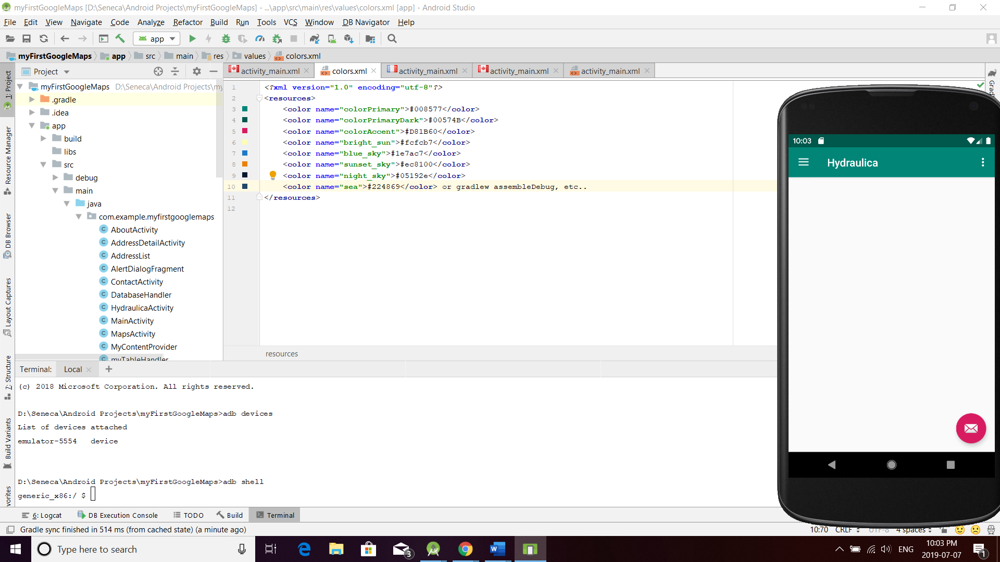 myFirstGoogleMaps [D:\Seneca\Android Projects\myFirstGoogleMaps] - ...\app\src\main\res\values\colors.xml [app] - Android Studio
File Edit View Navigate Code Analyze Refactor Build Run Tools VCS Window DB Navigator Help
app
myFirstGoogleMaps app src main res values colors.xml
Project
activity_main.xml colors.xml activity_main.xml activity_main.xml activity_main.xml
myFirstGoogleMaps D:\Seneca\Android Projects\my
.gradle
.idea
app
build
libs
src
debug
main
java
com.example.myfirstgooglemaps
AboutActivity
AddressDetailActivity
AddressList
AlertDialogFragment
ContactActivity
DatabaseHandler
HydraulicaActivity
MainActivity
MapsActivity
MyContentProvider
myTableHandler
1: Project
Resource Manager
DB Browser
Layout Captures
7: Structure
Build Variants
vorites
1 <?xml version="1.0" encoding="utf-8"?>
2 <resources>
3 <color name="colorPrimary">#008577</color>
4 <color name="colorPrimaryDark">#00574B</color>
5 <color name="colorAccent">#D81B60</color>
6 <color name="bright_sun">#fcfcb7</color>
7 <color name="blue_sky">#1e7ac7</color>
8 <color name="sunset_sky">#ec8100</color>
9 <color name="night_sky">#05192e</color>
10 <color name="sea">#224869</color> or gradlew assembleDebug, etc..
11 </resources>
12
resources
Gradl
10:03
Hydraulica
Terminal: Local +
(c) 2018 Microsoft Corporation. All rights reserved.
D:\Seneca\Android Projects\myFirstGoogleMaps>adb devices
List of devices attached
emulator-5554 device
D:\Seneca\Android Projects\myFirstGoogleMaps>adb shell
generic_x86:/ $
6: Logcat DB Execution Console TODO Build Terminal
Gradle sync finished in 514 ms (from cached state) (a minute ago)
10:70 CRLF UTF-8 4 spaces
Type here to search
3
ENG
10:03 PM
2019-07-07
1